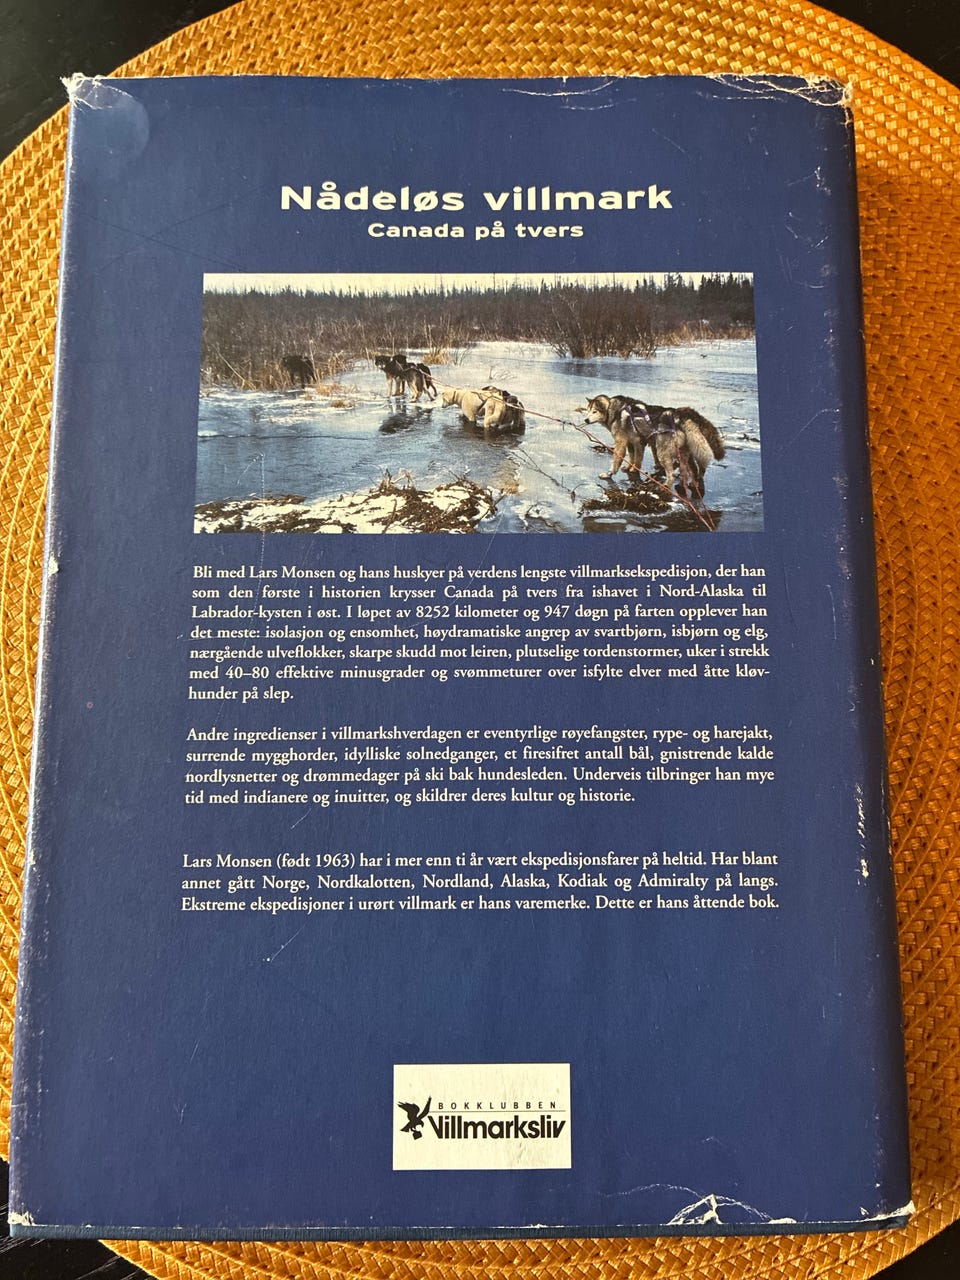 Nådeløs villmark
Canada på tvers
Bli med Lars Monsen og hans huskyer på verdens lengste villmarksekspedisjon, der han
som den første i historien krysser Canada på tvers fra ishavet i Nord-Alaska til
Labrador-kysten i øst. I løpet av 8252 kilometer og 947 døgn på farten opplever han
det meste: isolasjon og ensomhet, høydramatiske angrep av svartbjørn, isbjørn og elg,
nærgående ulveflokker, skarpe skudd mot leiren, plutselige tordenstormer, uker i strekk
med 40–80 effektive minusgrader og svømmeturer over isfylte elver med åtte kløv-
hunder på slep.
Andre ingredienser i villmarkshverdagen er eventyrlige røyefangster, rype- og harejakt,
surrende mygghorder, idylliske solnedganger, et firesifret antall bål, gnistrende kalde
nordlysnetter og drømmedager på ski bak hundesleden. Underveis tilbringer han mye
tid med indianere og inuitter, og skildrer deres kultur og historie.
Lars Monsen (født 1963) har i mer enn ti år vært ekspedisjonsfarer på heltid. Har blant
annet gått Norge, Nordkalotten, Nordland, Alaska, Kodiak og Admiralty på langs.
Ekstreme ekspedisjoner i urørt villmark er hans varemerke. Dette er hans åttende bok.
BOKKLUBBEN
Villmarksliv